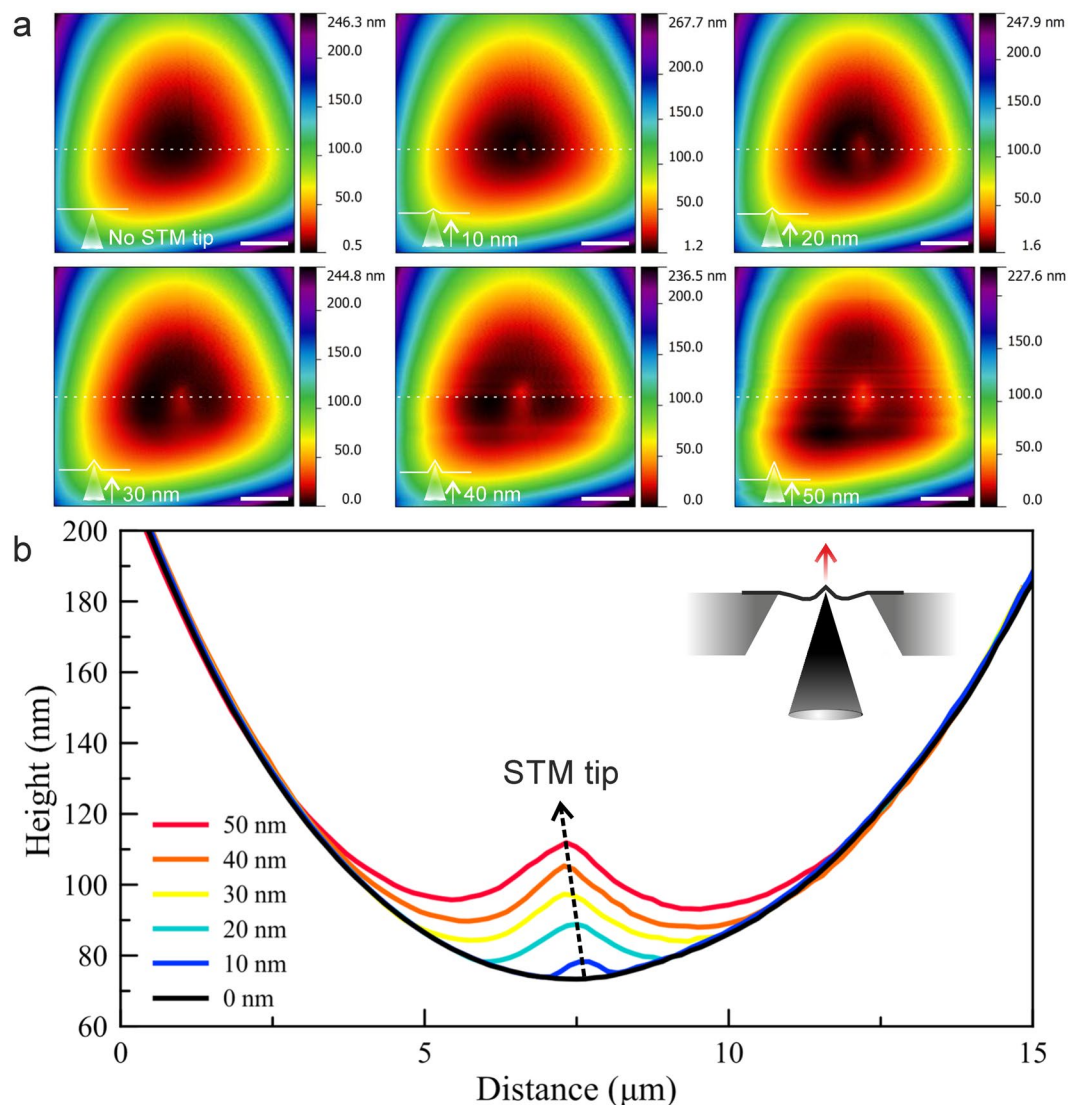 a
246.3 nm
200.0
150.0
100.0
50.0
0.5
No STM tip
267.7 nm
200.0
150.0
100.0
50.0
1.2
10 nm
247.9 nm
200.0
150.0
100.0
50.0
1.6
20 nm
244.8 nm
200.0
150.0
100.0
50.0
0.0
30 nm
236.5 nm
200.0
150.0
100.0
50.0
0.0
40 nm
227.6 nm
200.0
150.0
100.0
50.0
0.0
50 nm
b
200
180
160
140
120
100
80
60
Height (nm)
STM tip
50 nm
40 nm
30 nm
20 nm
10 nm
0 nm
0
5
10
15
Distance (μm)